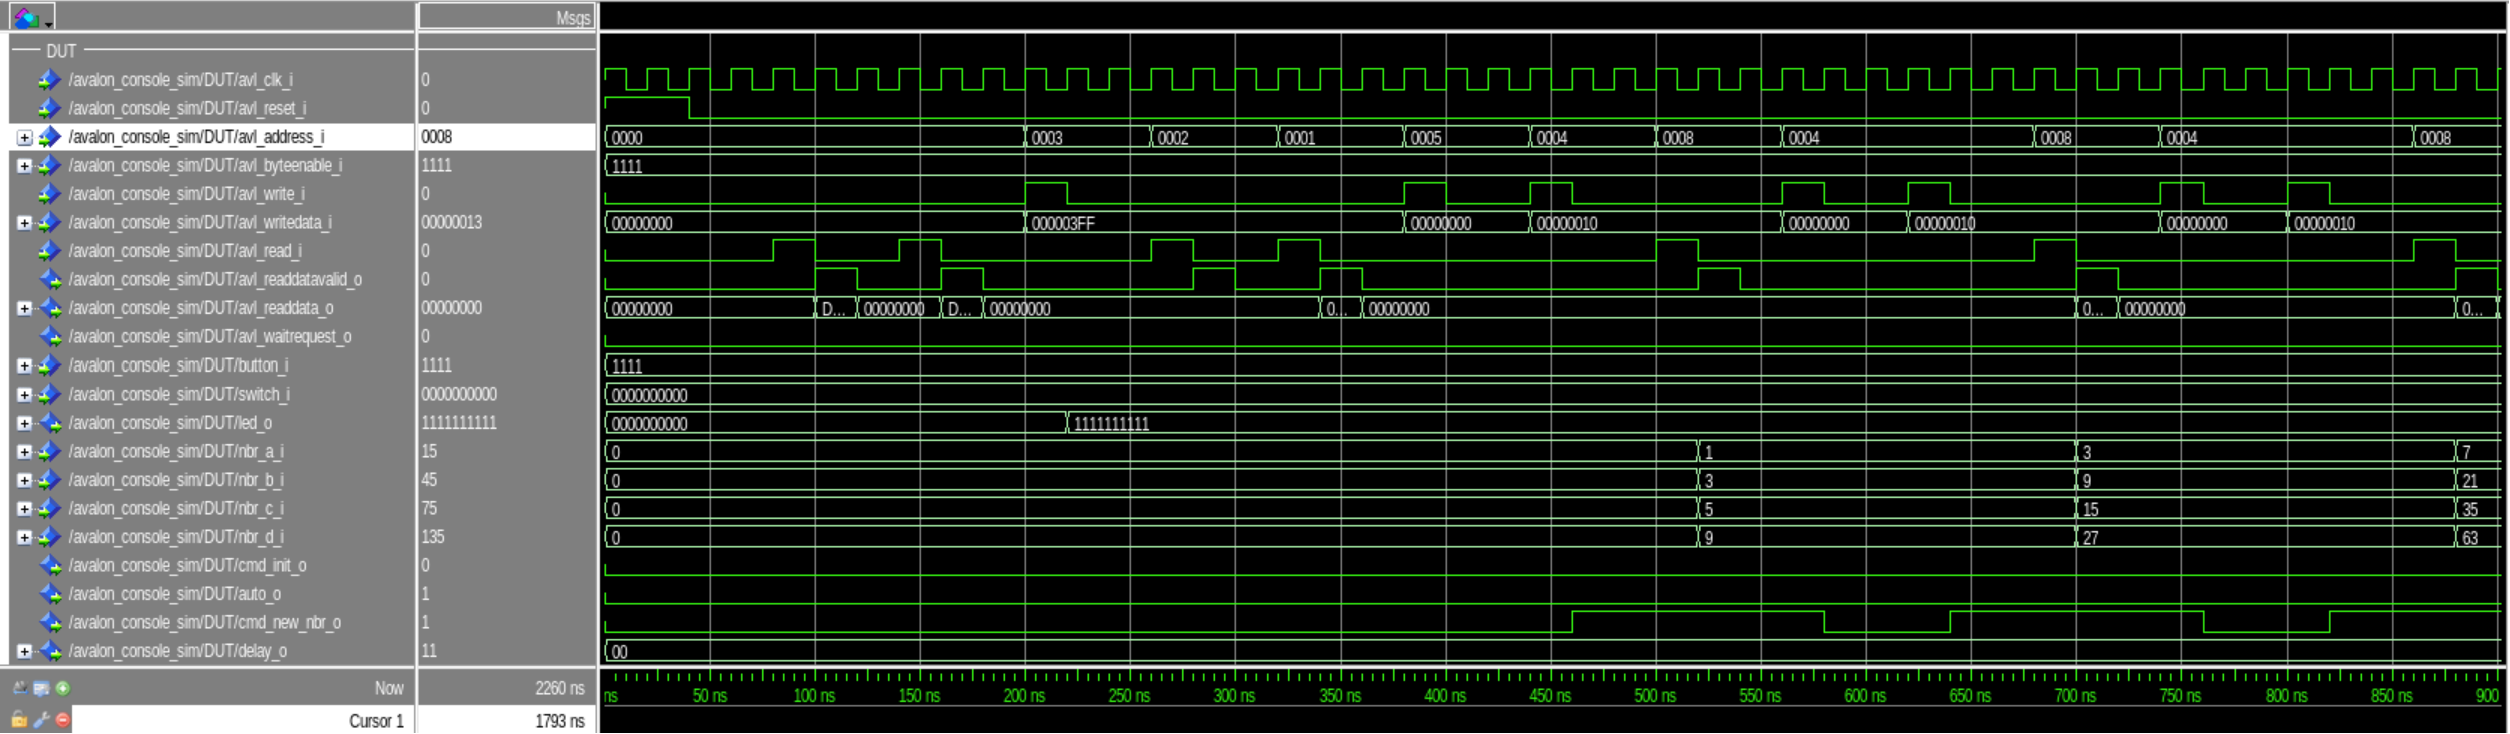 Msgs
DUT
/avalon_console_sim/DUT/avl_clk_i 0
/avalon_console_sim/DUT/avl_reset_i 0
/avalon_console_sim/DUT/avl_address_i 0008 0000 0003 0002 0001 0005 0004 0008 0004 0008 0004 0008
/avalon_console_sim/DUT/avl_byteenable_i 1111 1111
/avalon_console_sim/DUT/avl_write_i 0
/avalon_console_sim/DUT/avl_writedata_i 00000013 00000000 000003FF 00000000 00000010 00000000 00000010 00000000 00000010
/avalon_console_sim/DUT/avl_read_i 0
/avalon_console_sim/DUT/avl_readdatavalid_o 0
/avalon_console_sim/DUT/avl_readdata_o 00000000 00000000 D... 00000000 D... 00000000 0... 00000000 0... 00000000 0...
/avalon_console_sim/DUT/avl_waitrequest_o 0
/avalon_console_sim/DUT/button_i 1111 1111
/avalon_console_sim/DUT/switch_i 0000000000 0000000000
/avalon_console_sim/DUT/led_o 1111111111 0000000000 1111111111
/avalon_console_sim/DUT/nbr_a_i 15 0 1 3 7
/avalon_console_sim/DUT/nbr_b_i 45 0 3 9 21
/avalon_console_sim/DUT/nbr_c_i 75 0 5 15 35
/avalon_console_sim/DUT/nbr_d_i 135 0 9 27 63
/avalon_console_sim/DUT/cmd_init_o 0
/avalon_console_sim/DUT/auto_o 1
/avalon_console_sim/DUT/cmd_new_nbr_o 1
/avalon_console_sim/DUT/delay_o 11 00
Now 2260 ns ns 50 ns 100 ns 150 ns 200 ns 250 ns 300 ns 350 ns 400 ns 450 ns 500 ns 550 ns 600 ns 650 ns 700 ns 750 ns 800 ns 850 ns 900
Cursor 1 1793 ns